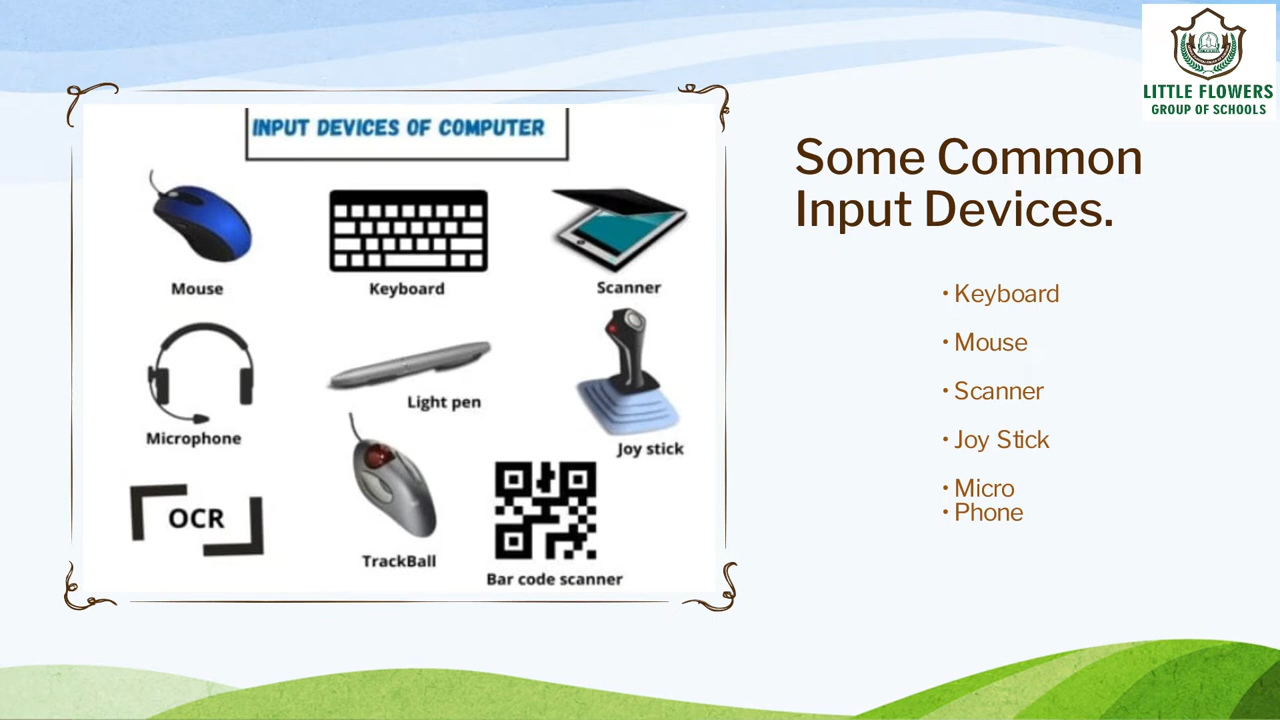 LITTLE FLOWERS
GROUP OF SCHOOLS
INPUT DEVICES OF COMPUTER
Mouse
Keyboard
Scanner
Microphone
Light pen
Joy stick
OCR
TrackBall
Bar code scanner
Some Common
Input Devices.
• Keyboard
• Mouse
• Scanner
• Joy Stick
• Micro
• Phone